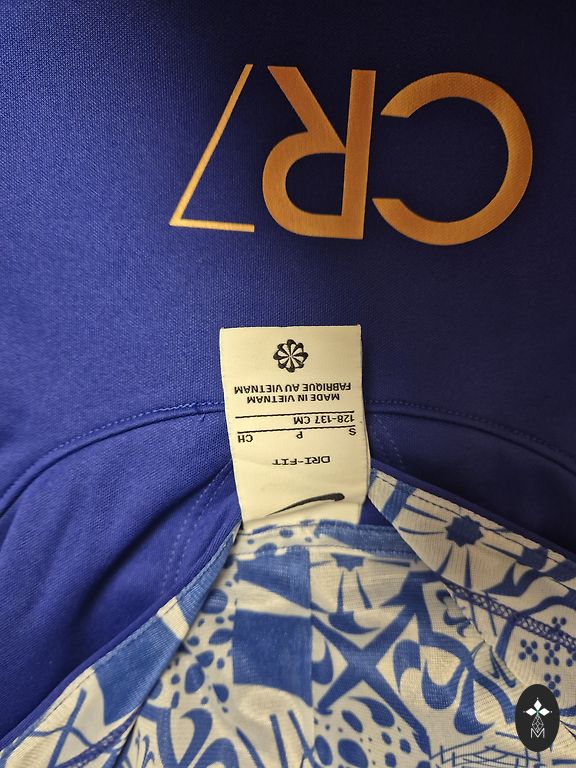 CR7
DRI-FIT
S P CH
128-137 CM
MADE IN VIETNAM
FABRIQUE AU VIETNAM
M